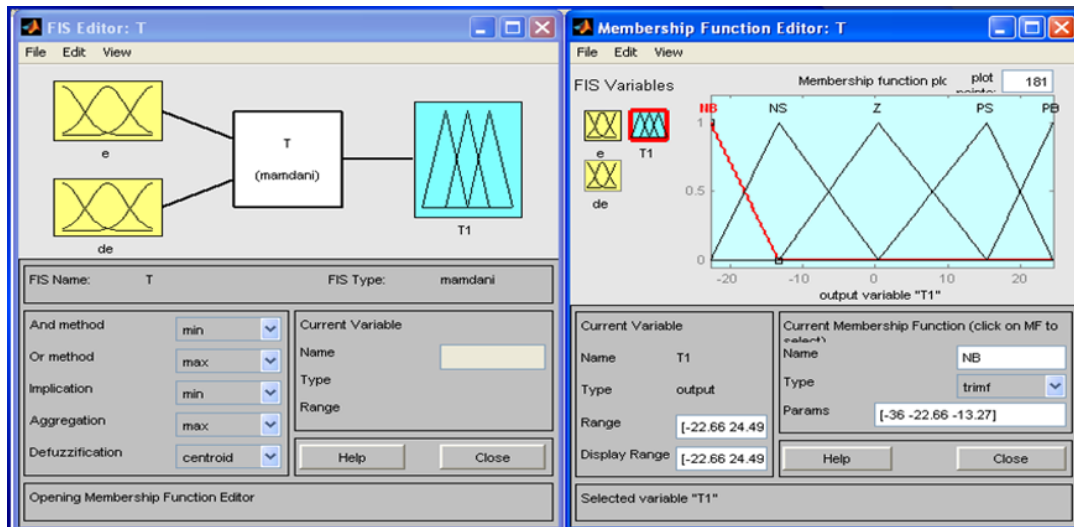 FIS Editor: T
File Edit View
e
de
T
(mamdani)
T1
FIS Name: T FIS Type: mamdani
And method min
Or method max
Implication min
Aggregation max
Defuzzification centroid
Current Variable
Name
Type
Range
Help Close
Opening Membership Function Editor
Membership Function Editor: T
File Edit View
FIS Variables
e T1
de
Membership function plo plot points: 181
NB NS Z PS PB
1
0.5
0
-20 -10 0 10 20
output variable "T1"
Current Variable
Name T1
Type output
Range [-22.66 24.49
Display Range [-22.66 24.49
Current Membership Function (click on MF to
select)
Name NB
Type trimf
Params [-36 -22.66 -13.27]
Help Close
Selected variable "T1"